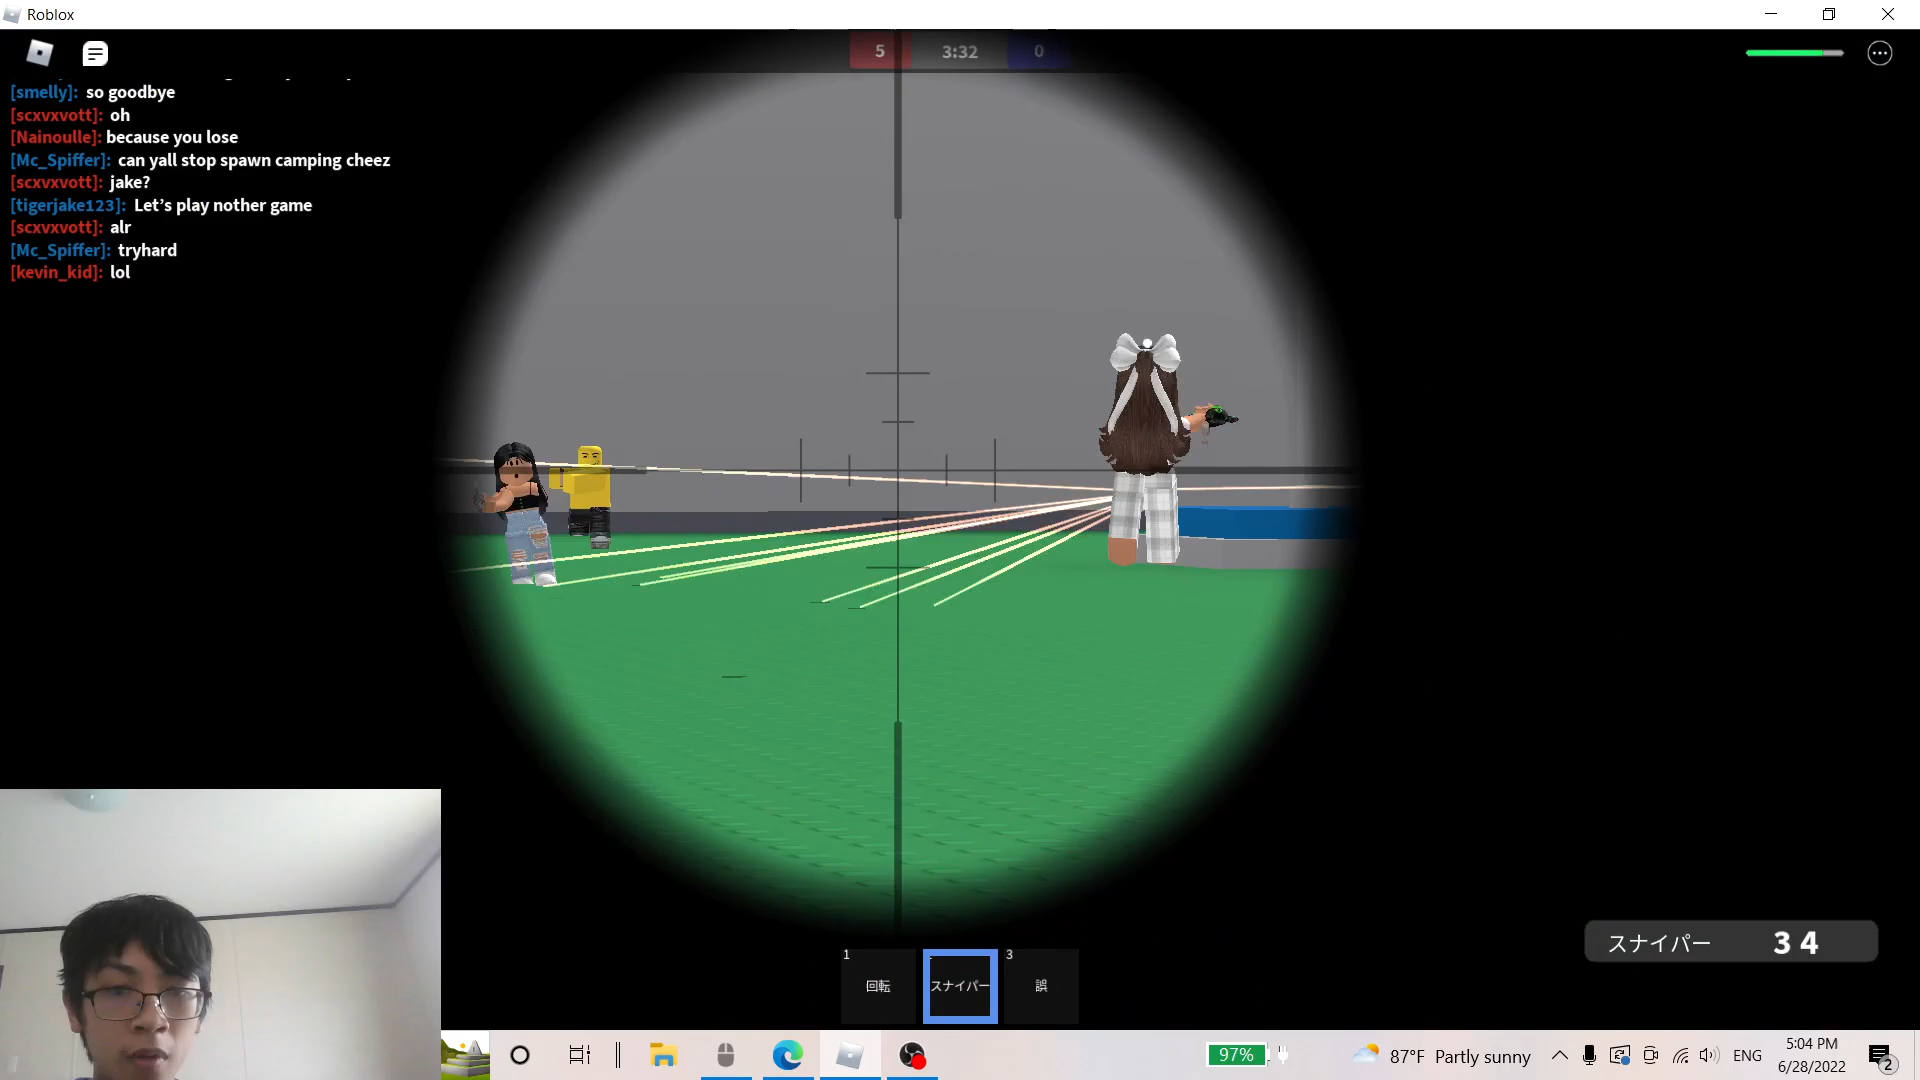 Roblox
5 3:32 0
[smelly]: so goodbye
[scxvxvott]: oh
[Nainoulle]: because you lose
[Mc_Spiffer]: can yall stop spawn camping cheez
[scxvxvott]: jake?
[tigerjake123]: Let’s play nother game
[scxvxvott]: alr
[Mc_Spiffer]: tryhard
[kevin_kid]: lol
スナイパー 34
1
回転
スナイパー
3
誤
97%
87°F Partly sunny
ENG
5:04 PM
6/28/2022
2